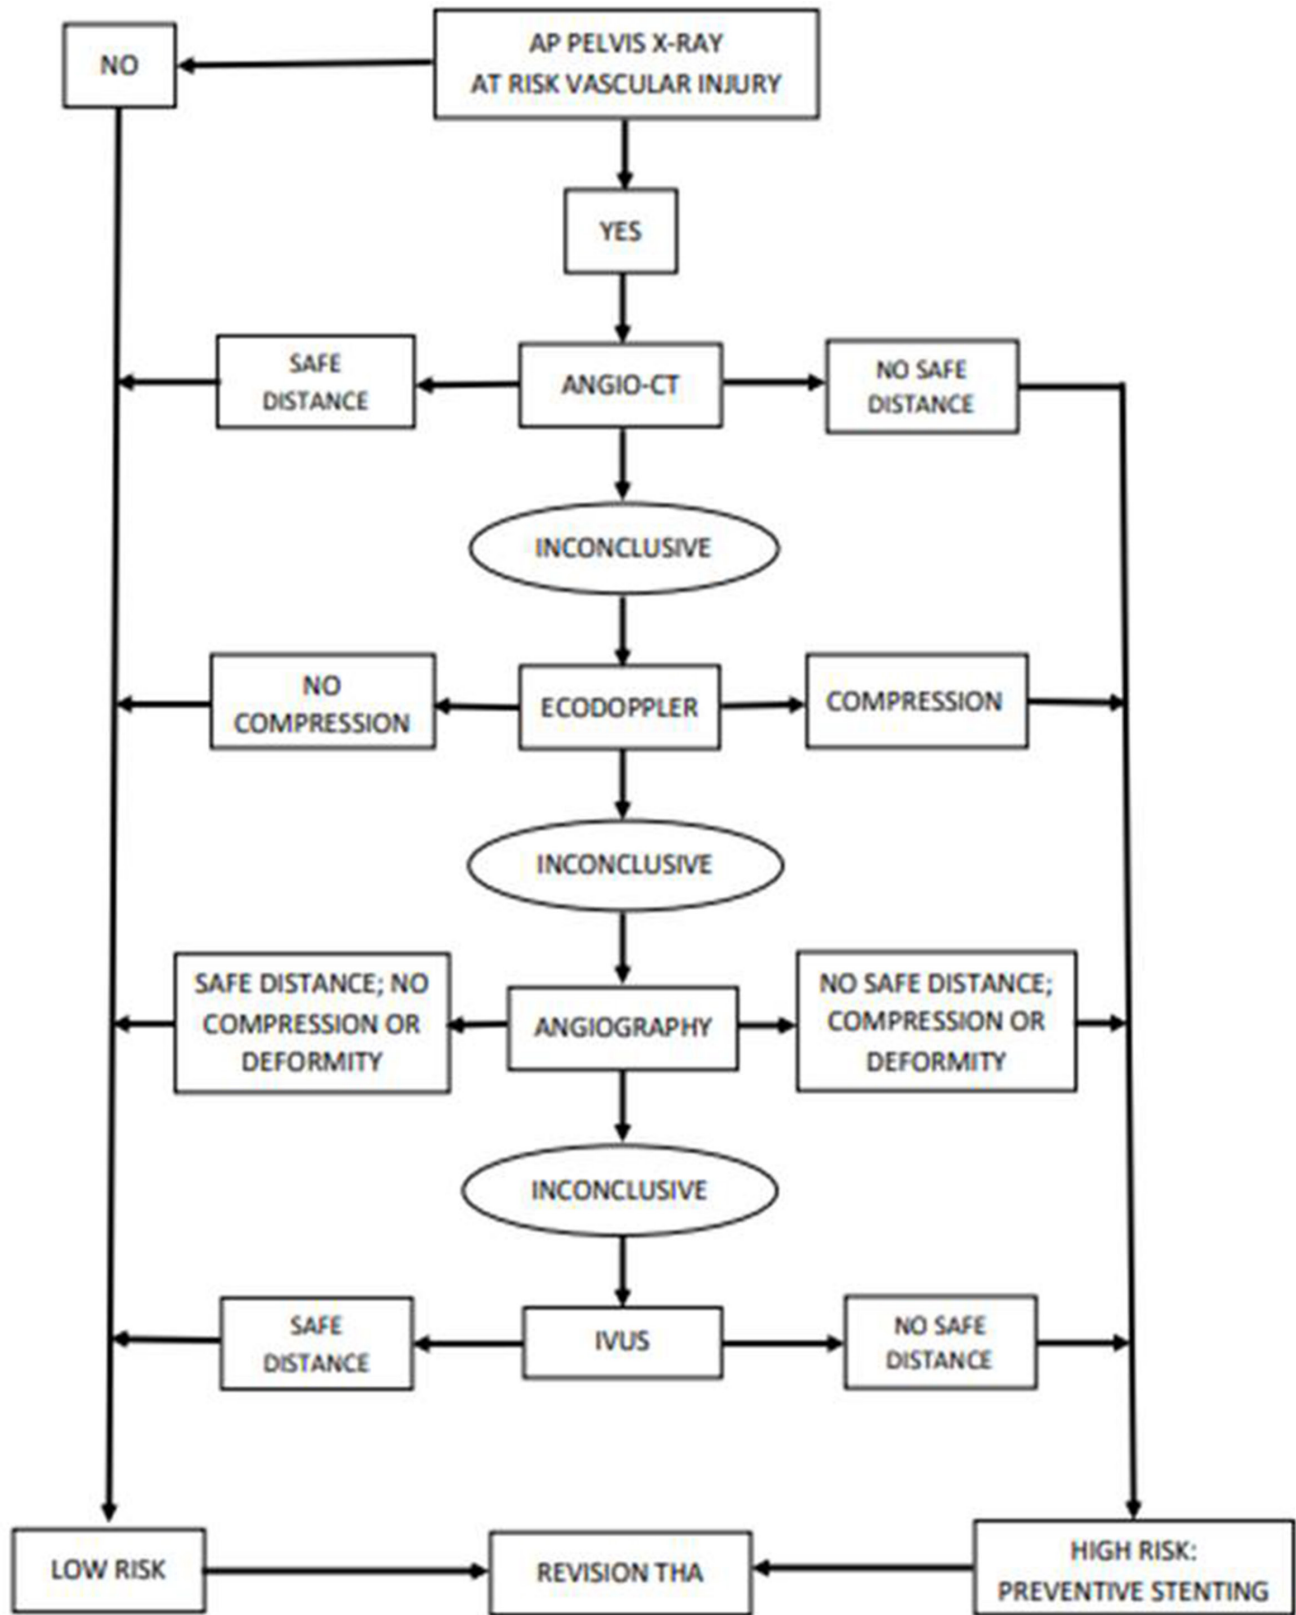 NO
AP PELVIS X-RAY
AT RISK VASCULAR INJURY
YES
SAFE
DISTANCE
ANGIO-CT
NO SAFE
DISTANCE
INCONCLUSIVE
NO
COMPRESSION
ECODOPPLER
COMPRESSION
INCONCLUSIVE
SAFE DISTANCE; NO
COMPRESSION OR
DEFORMITY
ANGIOGRAPHY
NO SAFE DISTANCE;
COMPRESSION OR
DEFORMITY
INCONCLUSIVE
SAFE
DISTANCE
IVUS
NO SAFE
DISTANCE
LOW RISK
REVISION THA
HIGH RISK:
PREVENTIVE STENTING